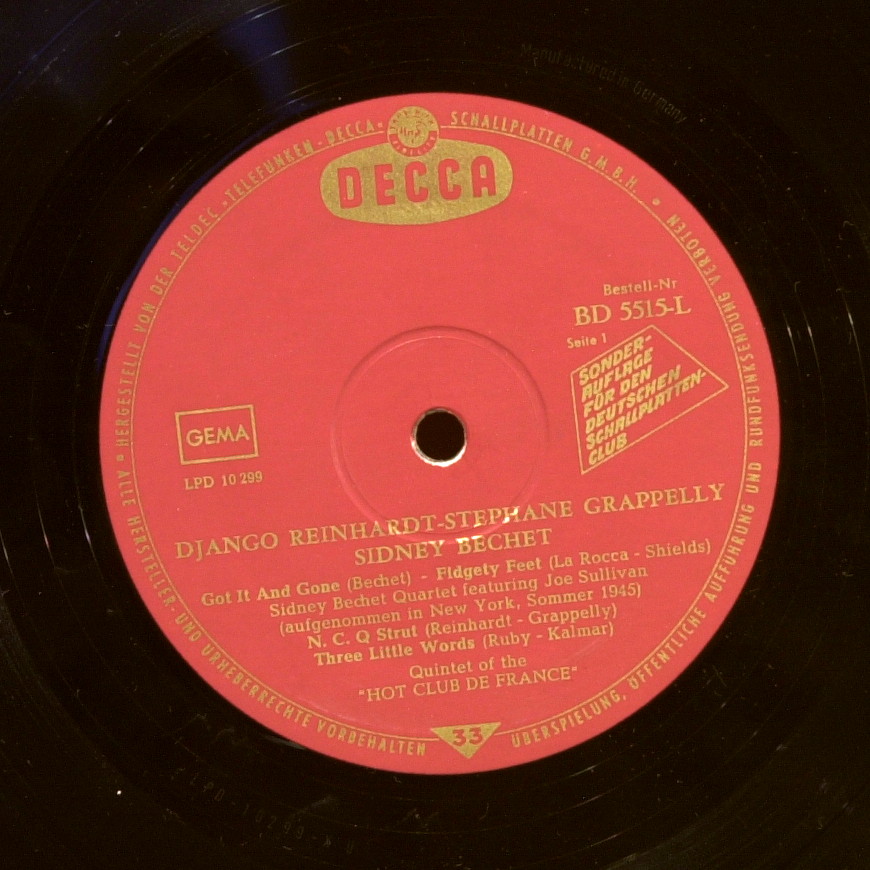 Manufactured in Germany
"TELEFUNKEN - DECCA"
SCHALLPLATTEN G.M.B.H.
DECCA
Bestell-Nr
BD 5515-L
Seite 1
SONDER-
AUFLAGE
FÜR DEN
DEUTSCHEN
SCHALLPLATTEN-
CLUB
GEMA
LPD 10 299
DJANGO REINHARDT-STEPHANE GRAPPELLY
SIDNEY BECHET
Got It And Gone (Bechet) - Fidgety Feet (La Rocca - Shields)
Sidney Bechet Quartet featuring Joe Sullivan
(aufgenommen in New York, Sommer 1945)
N. C. Q Strut (Reinhardt - Grappelly)
Three Little Words (Ruby - Kalmar)
Quintet of the
"HOT CLUB DE FRANCE"
HERGESTELLT VON DER TELDEC
ALLE HERSTELLER- UND URHEBERRECHTE VORBEHALTEN
33
ÜBERSPIELUNG, ÖFFENTLICHE AUFFÜHRUNG UND RUNDFUNKSENDUNG VERBOTEN